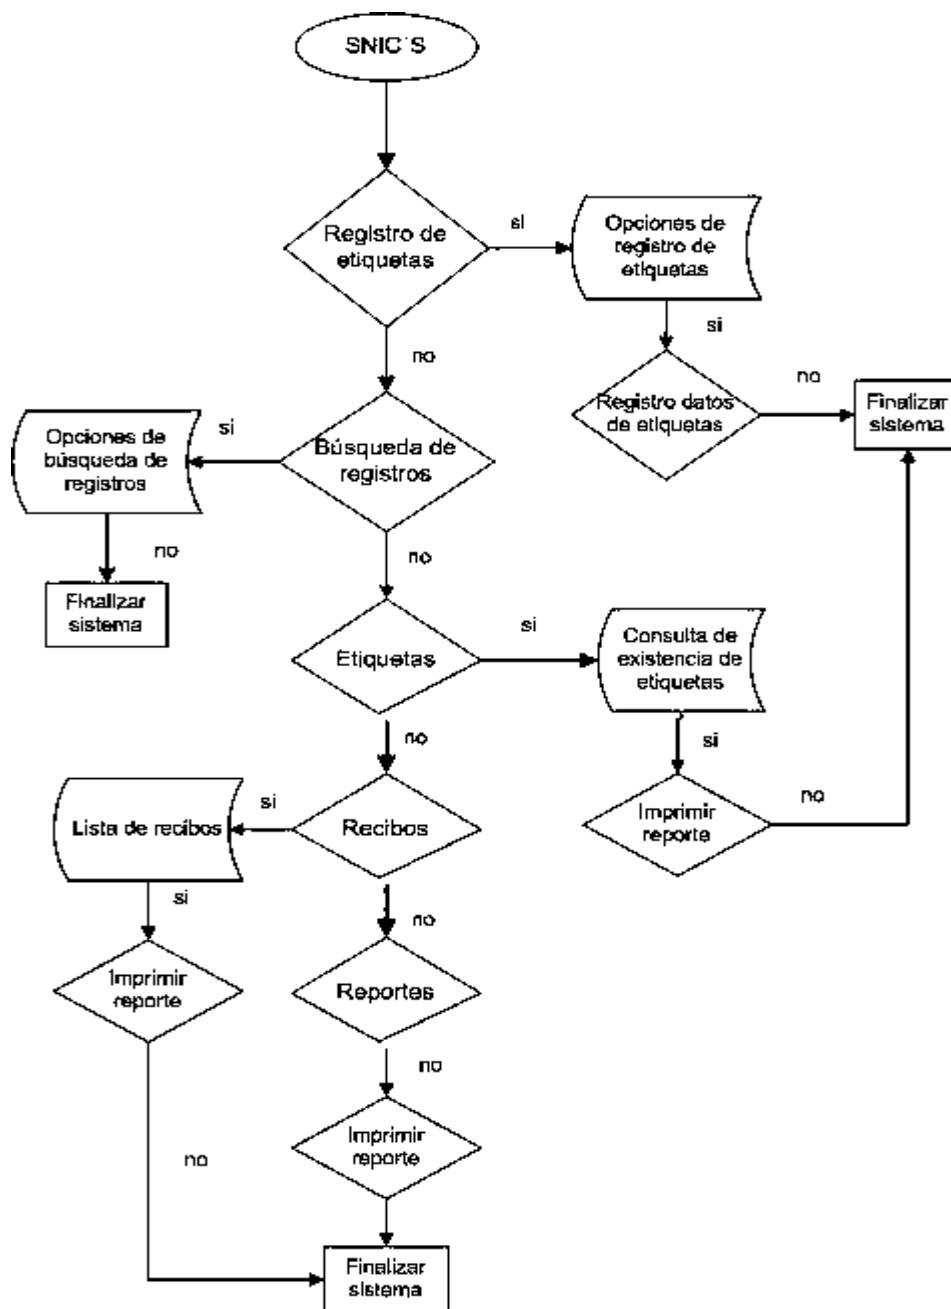 SNIC´S
Registro de
etiquetas
si
Opciones de
registro de
etiquetas
si
no
Registro datos
de etiquetas
no
Finalizar
sistema
Opciones de
búsqueda de
registros
si
Búsqueda de
registros
no
Finalizar
sistema
no
Etiquetas
si
Consulta de
existencia de
etiquetas
no
si
Lista de recibos
si
Recibos
Imprimir
reporte
no
si
no
Imprimir
reporte
Reportes
no
Imprimir
reporte
no
Finalizar
sistema